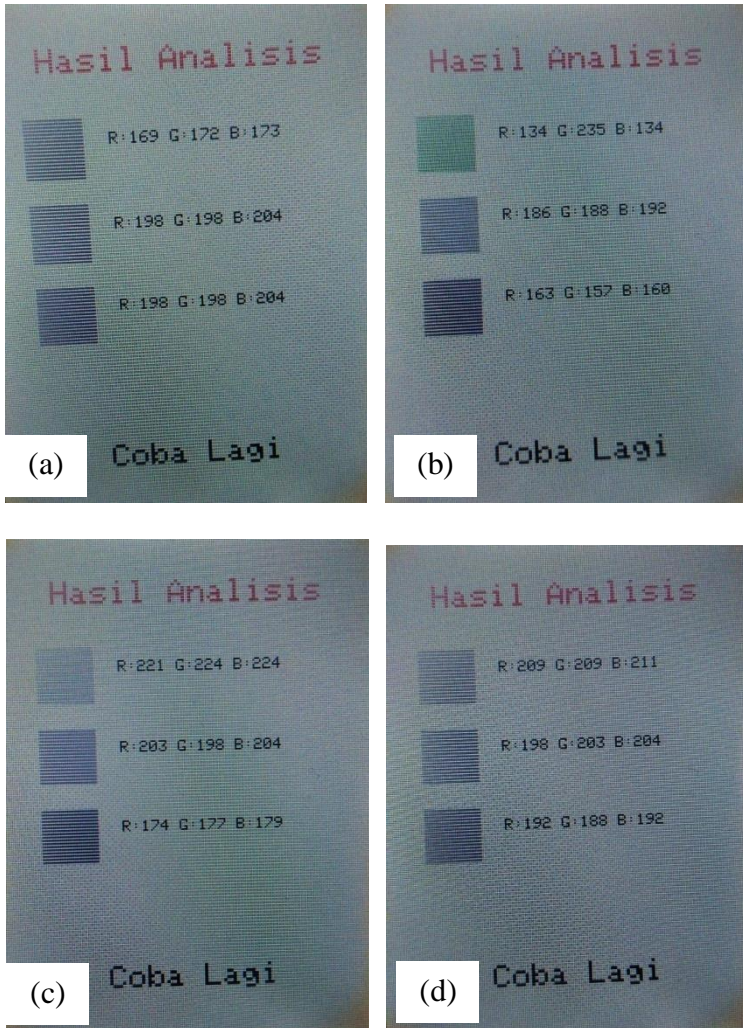 Hasil Analisis
R:169 G:172 B:173
R:198 G:198 B:204
R:198 G:198 B:204
Coba Lagi
(a)
Hasil Analisis
R:134 G:235 B:134
R:186 G:188 B:192
R:163 G:157 B:160
Coba Lagi
(b)
Hasil Analisis
R:221 G:224 B:224
R:203 G:198 B:204
R:174 G:177 B:179
Coba Lagi
(c)
Hasil Analisis
R:209 G:209 B:211
R:198 G:203 B:204
R:192 G:188 B:192
Coba Lagi
(d)